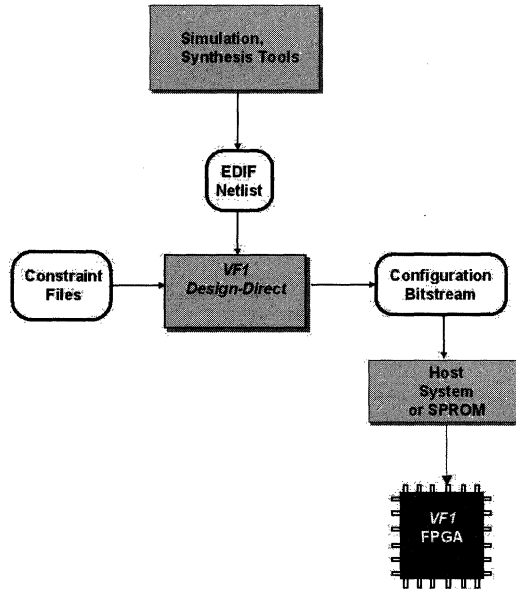 Simulation,
Synthesis Tools
EDIF
Netlist
Constraint
Files
VF1
Design-Direct
Configuration
Bitstream
Host
System
or SPROM
VF1
FPGA